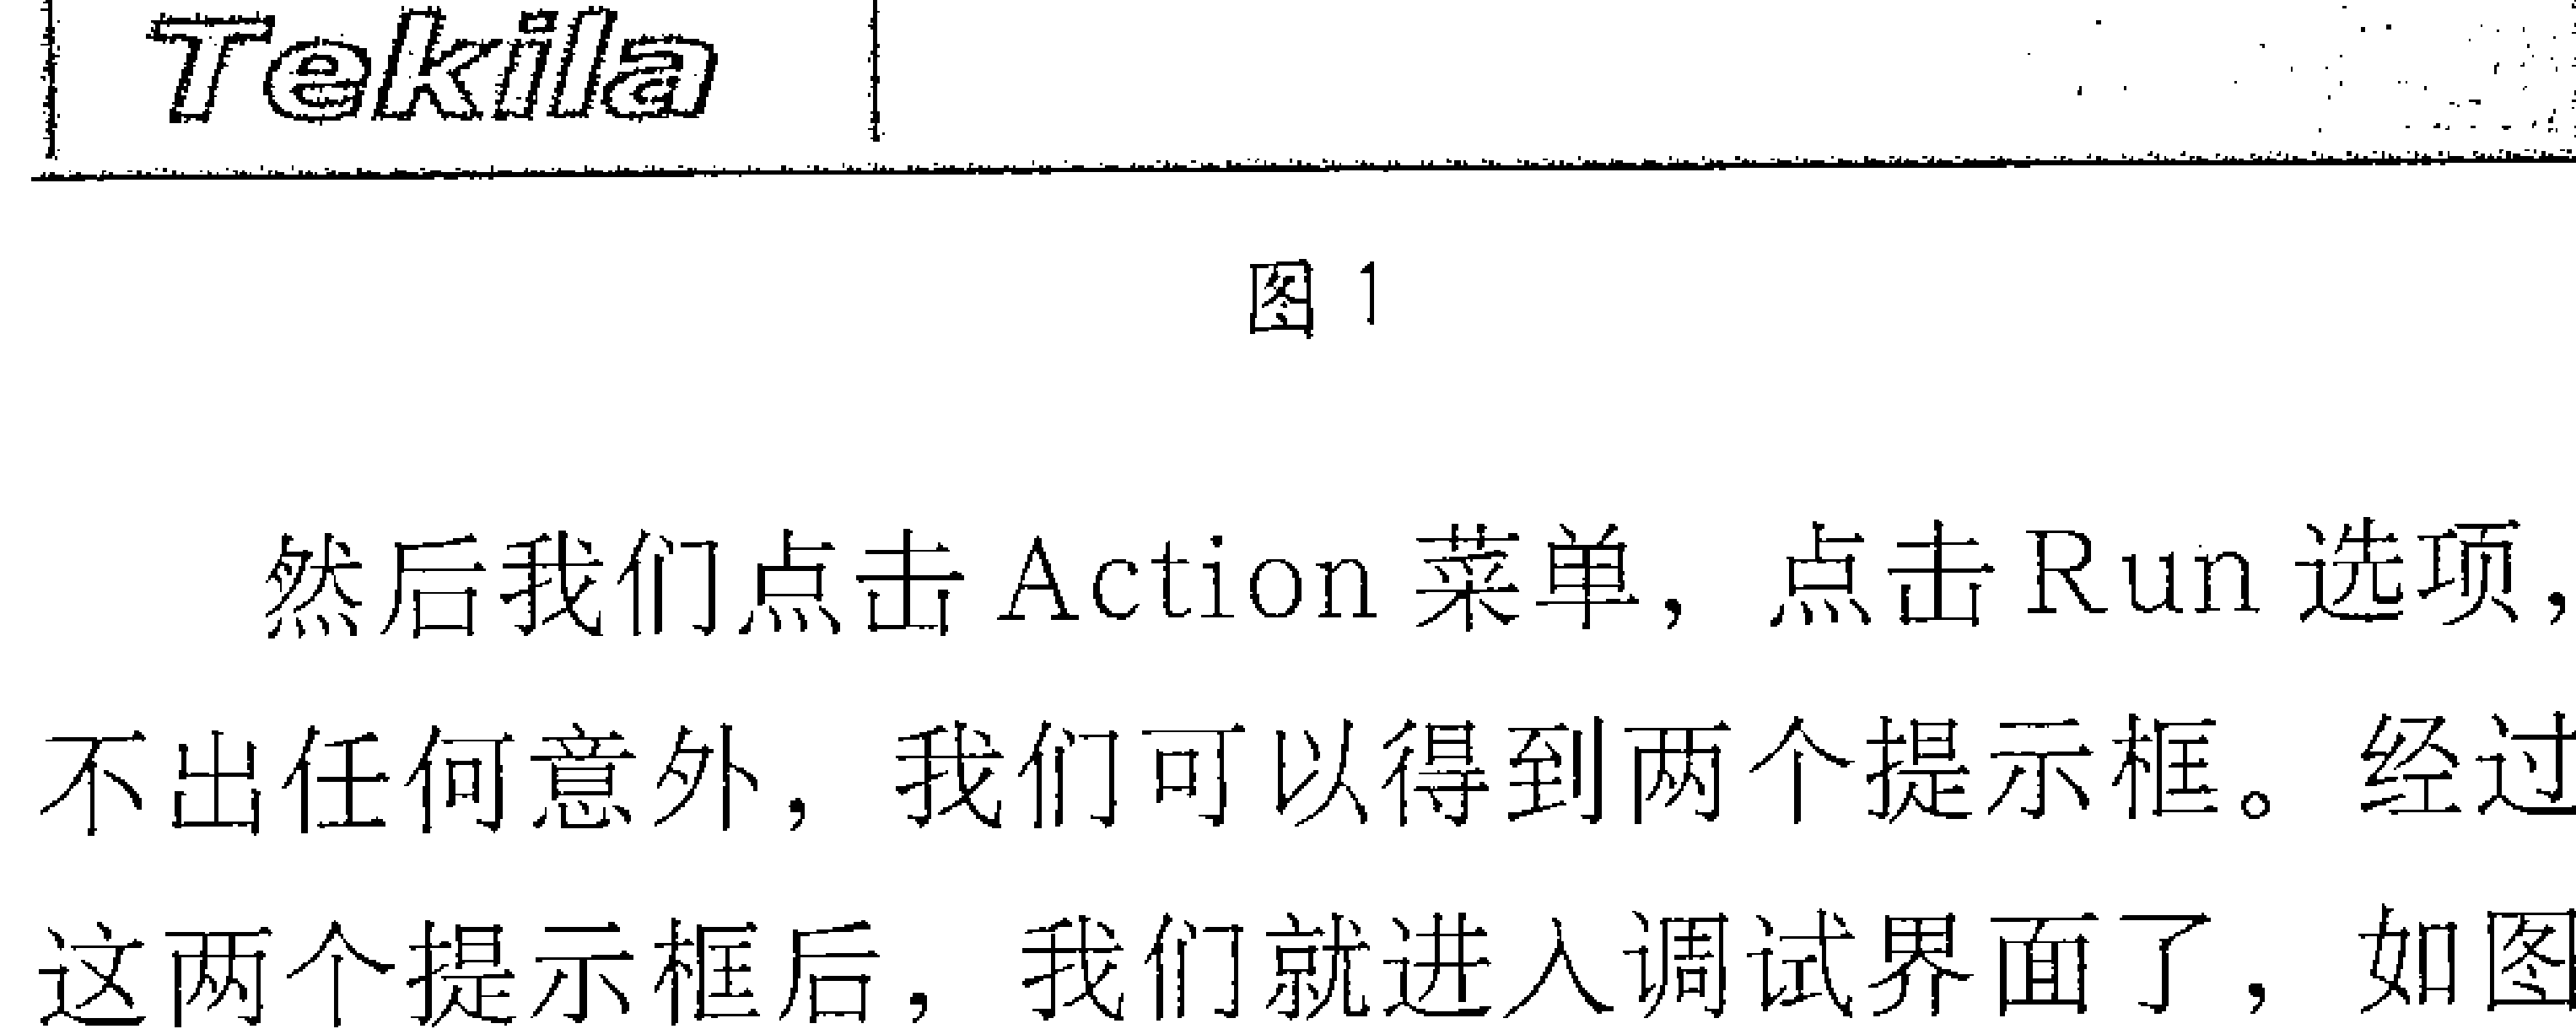 Tekila
图 1
然后我们点击 Action 菜单，点击 Run 选项，
不出任何意外，我们可以得到两个提示框。经过
这两个提示框后，我们就进入调试界面了，如图